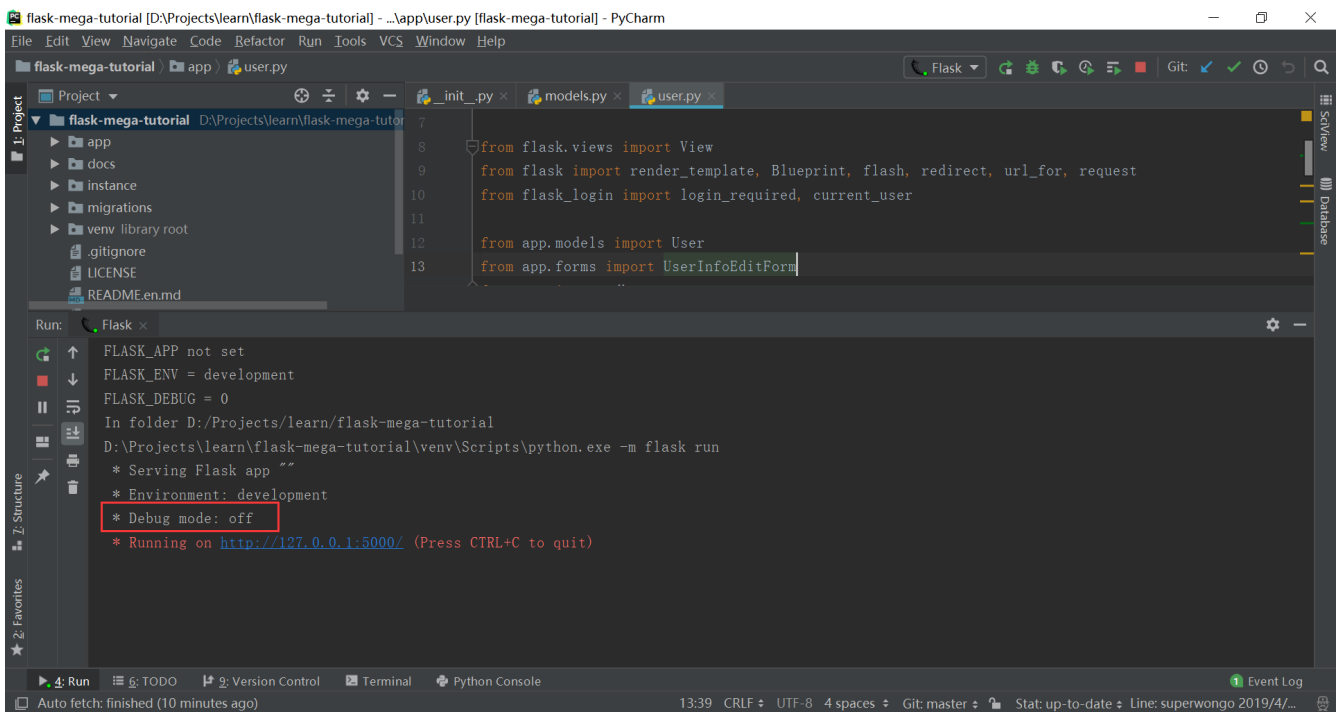 flask-mega-tutorial [D:\Projects\learn\flask-mega-tutorial] - ...\app\user.py [flask-mega-tutorial] - PyCharm
File Edit View Navigate Code Refactor Run Tools VCS Window Help
flask-mega-tutorial app user.py Flask Git:
Project __init__.py models.py user.py
1: Project
flask-mega-tutorial D:\Projects\learn\flask-mega-tutor
app
docs
instance
migrations
venv library root
.gitignore
LICENSE
README.en.md
7
8 from flask.views import View
9 from flask import render_template, Blueprint, flash, redirect, url_for, request
10 from flask_login import login_required, current_user
11
12 from app.models import User
13 from app.forms import UserInfoEditForm
SciView
Database
Run: Flask
FLASK_APP not set
FLASK_ENV = development
FLASK_DEBUG = 0
In folder D:/Projects/learn/flask-mega-tutorial
D:\Projects\learn\flask-mega-tutorial\venv\Scripts\python.exe -m flask run
* Serving Flask app ""
* Environment: development
* Debug mode: off
* Running on http://127.0.0.1:5000/ (Press CTRL+C to quit)
7: Structure
2: Favorites
4: Run 6: TODO 9: Version Control Terminal Python Console 1 Event Log
Auto fetch: finished (10 minutes ago) 13:39 CRLF UTF-8 4 spaces Git: master Stat: up-to-date Line: superwongo 2019/4/...